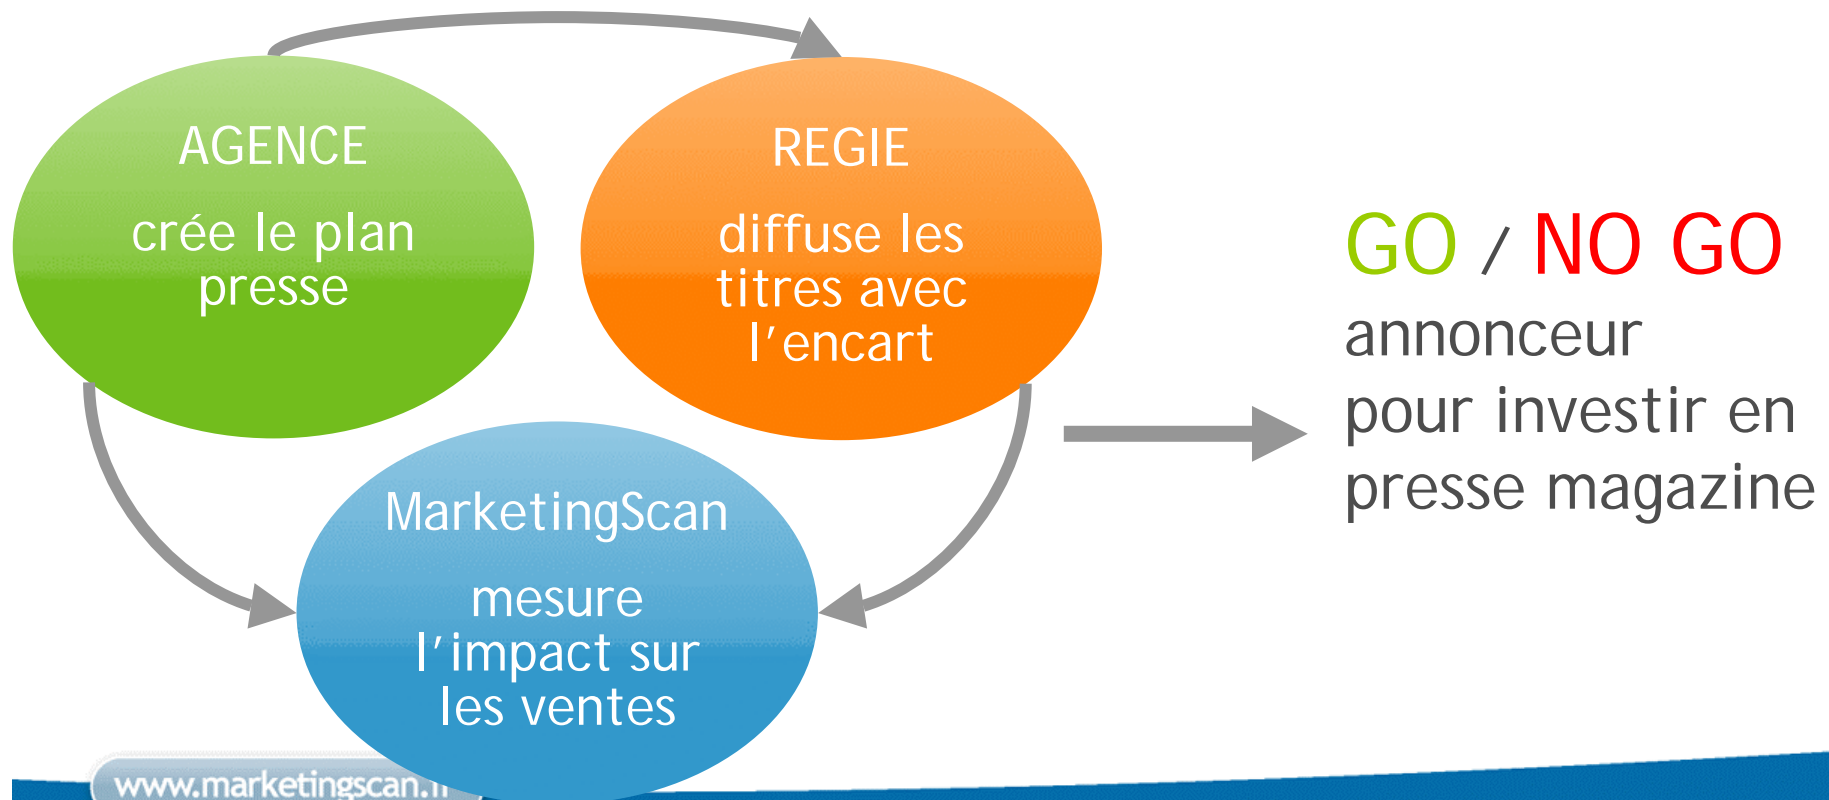 AGENCE
crée le plan
presse
REGIE
diffuse les
titres avec
l'encart
MarketingScan
mesure
l'impact sur
les ventes
GO / NO GO
annonceur
pour investir en
presse magazine
www.marketingscan.fr